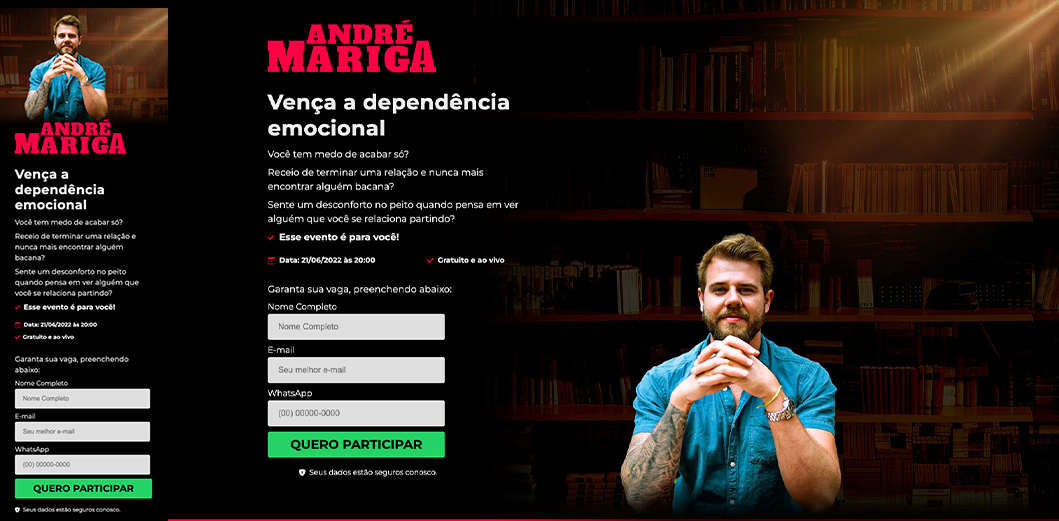 ANDRÉ
MARIGA
Vença a
dependência
emocional
Você tem medo de acabar só?
Receio de terminar uma relação e
nunca mais encontrar alguém
bacana?
Sente um desconforto no peito
quando pensa em ver alguém que
você se relaciona partindo?
Esse evento é para você!
Data: 21/06/2022 às 20:00
Gratuito e ao vivo
Garanta sua vaga, preenchendo
abaixo:
Nome Completo
Nome Completo
E-mail
Seu melhor e-mail
WhatsApp
(00) 00000-0000
QUERO PARTICIPAR
Seus dados estão seguros conosco.
ANDRÉ
MARIGA
Vença a dependência
emocional
Você tem medo de acabar só?
Receio de terminar uma relação e nunca mais
encontrar alguém bacana?
Sente um desconforto no peito quando pensa em ver
alguém que você se relaciona partindo?
Esse evento é para você!
Data: 21/06/2022 às 20:00 Gratuito e ao vivo
Garanta sua vaga, preenchendo abaixo:
Nome Completo
Nome Completo
E-mail
Seu melhor e-mail
WhatsApp
(00) 00000-0000
QUERO PARTICIPAR
Seus dados estão seguros conosco.